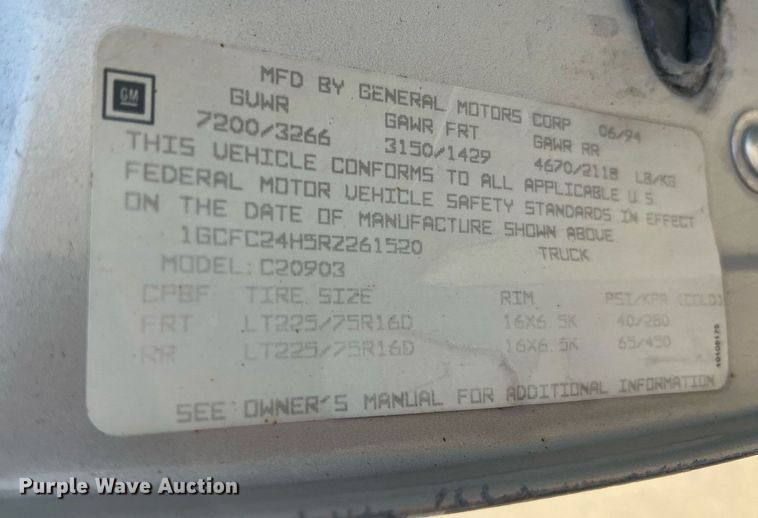 GM
MFD BY GENERAL MOTORS CORP 06/94
GVWR GAWR FRT GAWR RR
7200/3266 3150/1429 4670/2118 LB/KG
THIS VEHICLE CONFORMS TO ALL APPLICABLE U.S.
FEDERAL MOTOR VEHICLE SAFETY STANDARDS IN EFFECT
ON THE DATE OF MANUFACTURE SHOWN ABOVE.
1GCFC24H5RZ261520 TRUCK
MODEL: C20903
CPBF TIRE SIZE RIM PSI/KPA (COLD)
FRT LT225/75R16D 16X6.5K 40/280
RR LT225/75R16D 16X6.5K 65/450
SEE OWNER'S MANUAL FOR ADDITIONAL INFORMATION
Purple Wave Auction